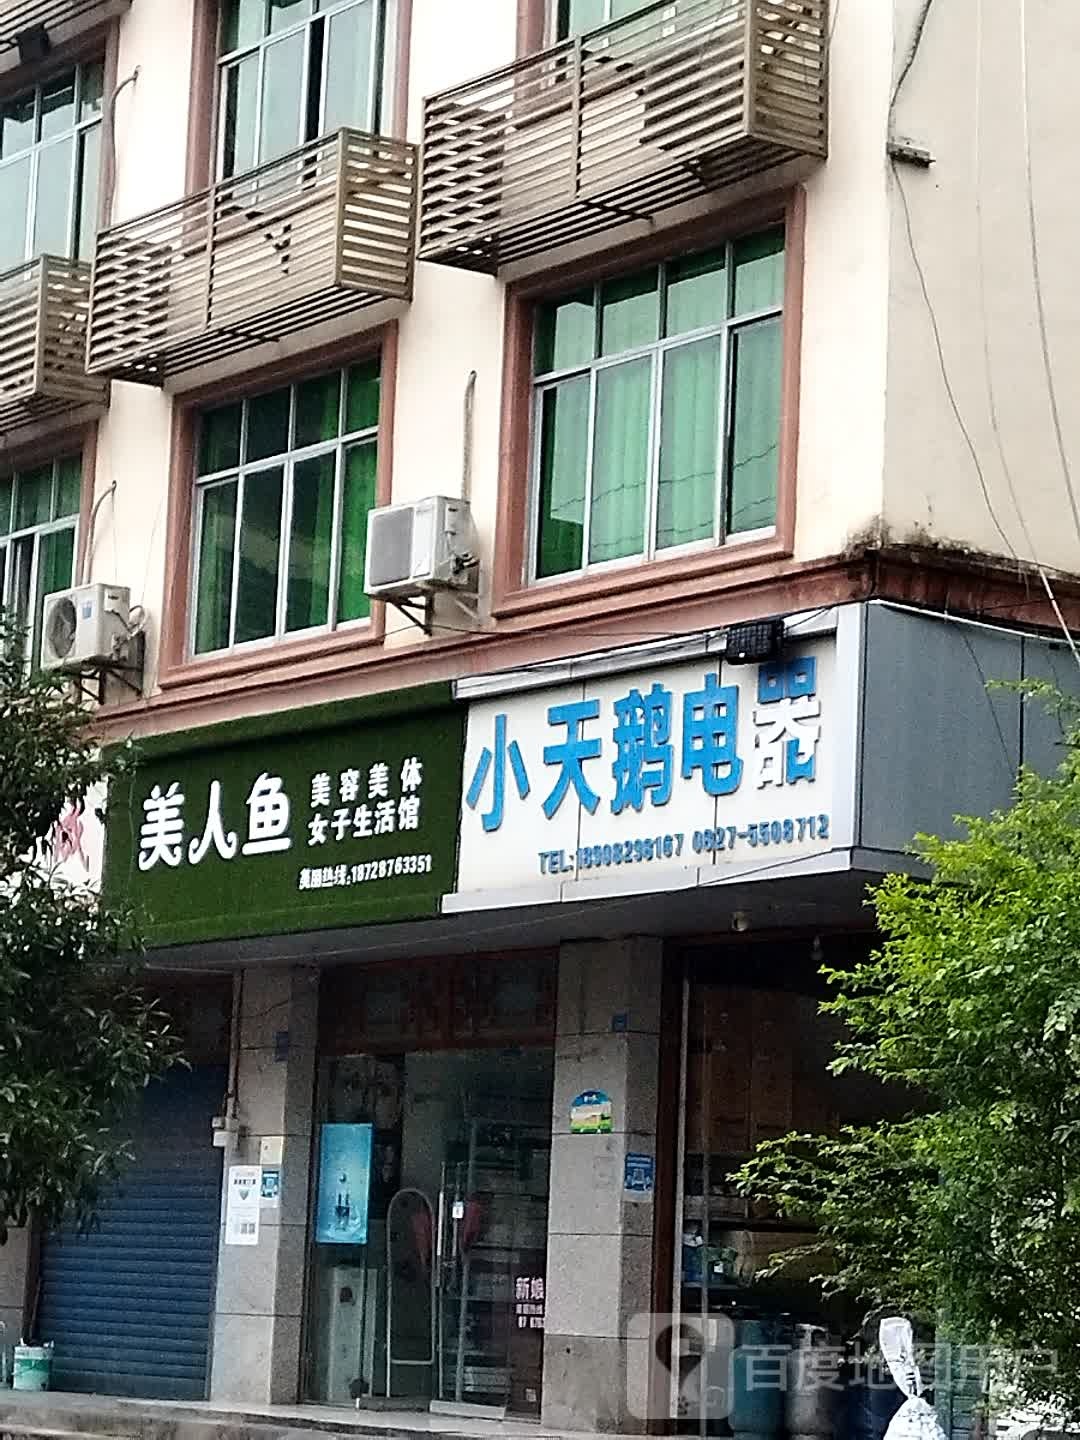 美人鱼
美容美体
女子生活馆
美丽热线:18728763351
小天鹅电器
TEL:18908298167 0827-5508712
新娘
百度地图用户